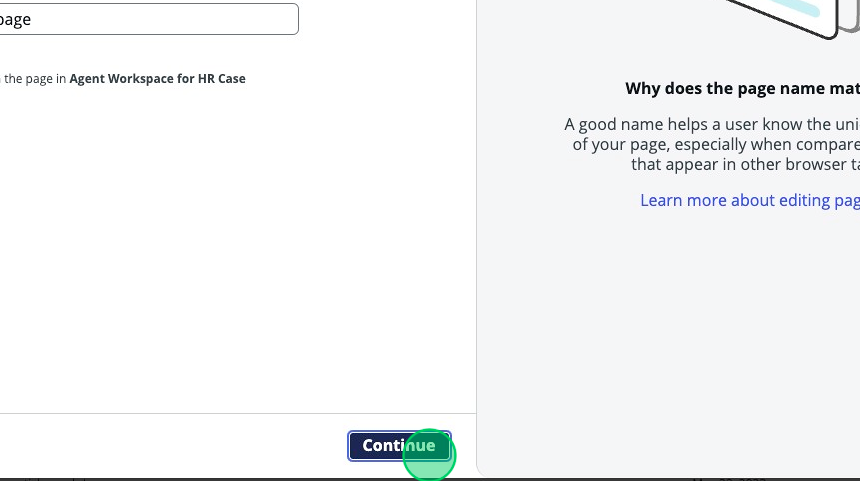 page
the page in Agent Workspace for HR Case
Why does the page name mat
A good name helps a user know the uni
of your page, especially when compare
that appear in other browser ta
Learn more about editing pag
Continue